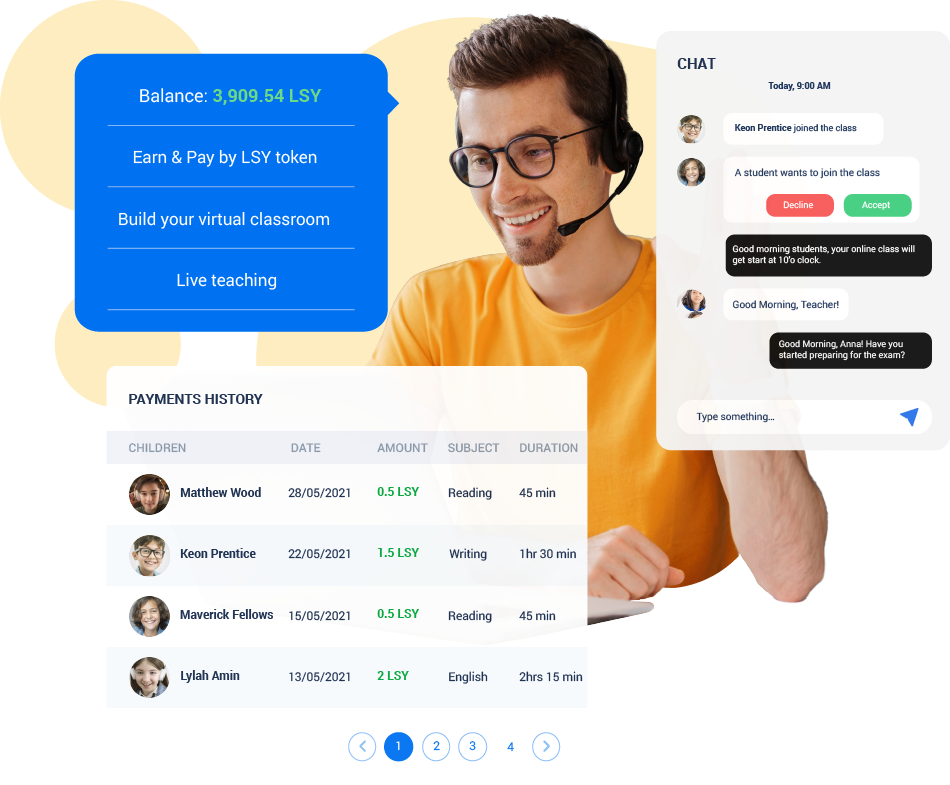 Balance: 3,909.54 LSY
Earn & Pay by LSY token
Build your virtual classroom
Live teaching
CHAT
Today, 9:00 AM
Keon Prentice joined the class
A student wants to join the class
Decline Accept
Good morning students, your online class will
get start at 10'o clock.
Good Morning, Teacher!
Good Morning, Anna! Have you
started preparing for the exam?
Type something...
PAYMENTS HISTORY
CHILDREN DATE AMOUNT SUBJECT DURATION
Matthew Wood 28/05/2021 0.5 LSY Reading 45 min
Keon Prentice 22/05/2021 1.5 LSY Writing 1hr 30 min
Maverick Fellows 15/05/2021 0.5 LSY Reading 45 min
Lylah Amin 13/05/2021 2 LSY English 2hrs 15 min
1 2 3 4